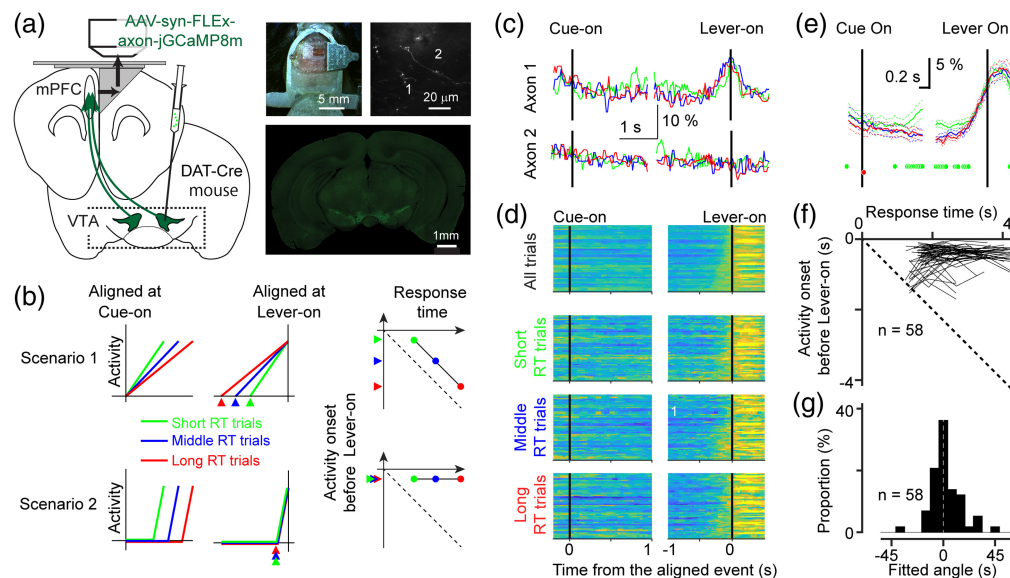 (a)
AAV-syn-FLEx-
axon-jGCaMP8m
mPFC
DAT-Cre
mouse
VTA
5 mm
2
1
20 μm
1mm
(b)
Aligned at
Cue-on
Aligned at
Lever-on
Response
time
Scenario 1
Activity
Activity
Short RT trials
Middle RT trials
Long RT trials
Activity onset
before Lever-on
Scenario 2
Activity
Activity
(c)
Cue-on
Lever-on
Axon 1
1 s
10 %
Axon 2
(d)
Cue-on
Lever-on
All trials
Short
RT trials
Middle
RT trials
1
Long
RT trials
0
1
-1
0
Time from the aligned event (s)
(e)
Cue On
Lever On
0.2 s
5 %
(f)
Response time (s)
0
4
0
Activity onset
before Lever-on (s)
n = 58
-4
(g)
40
Proportion (%)
n = 58
0
-45
0
45
Fitted angle (s)